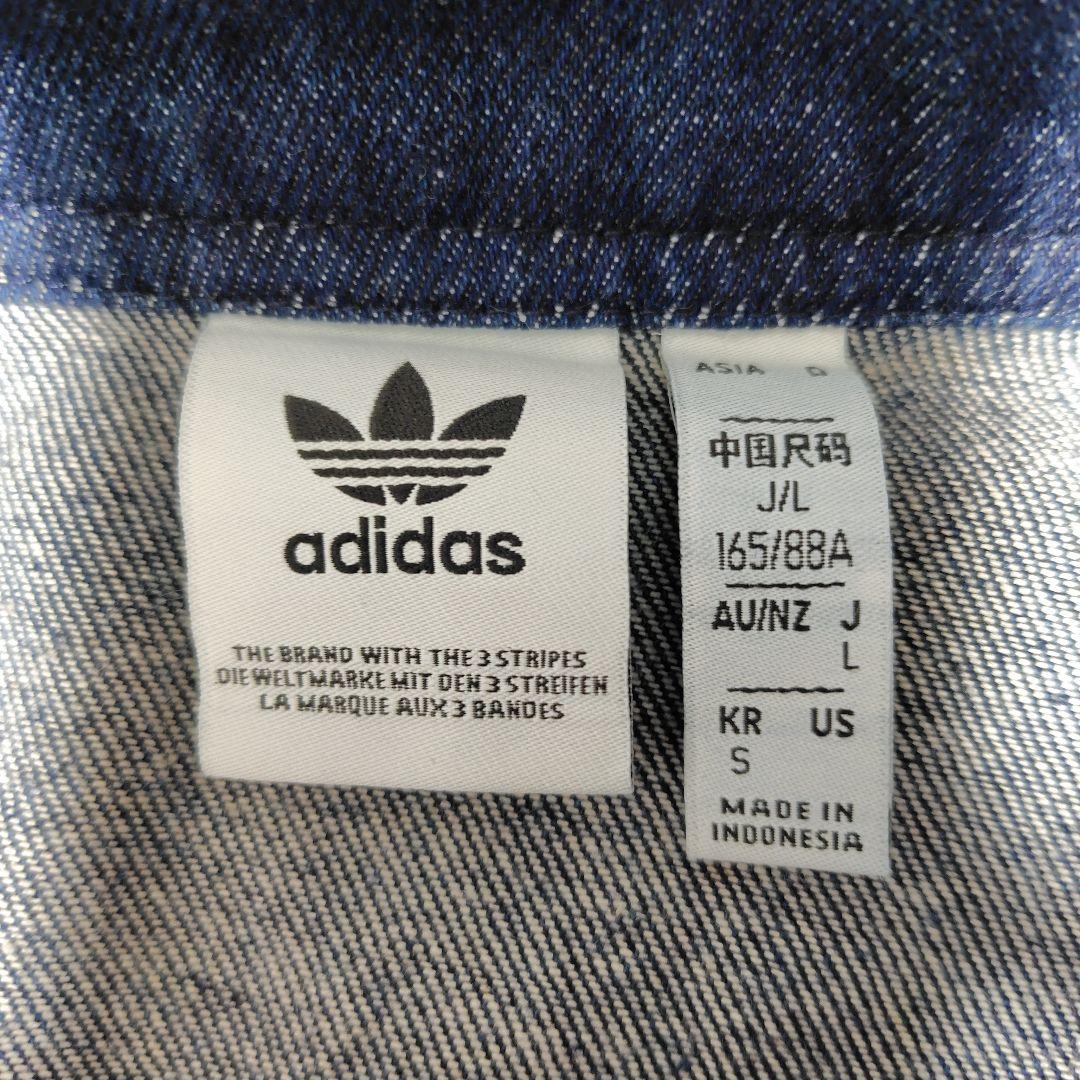 adidas
THE BRAND WITH THE 3 STRIPES
DIE WELTMARKE MIT DEN 3 STREIFEN
LA MARQUE AUX 3 BANDES
ASIA
中国尺码
J/L
165/88A
AU/NZ J
L
KR US
S
MADE IN
INDONESIA